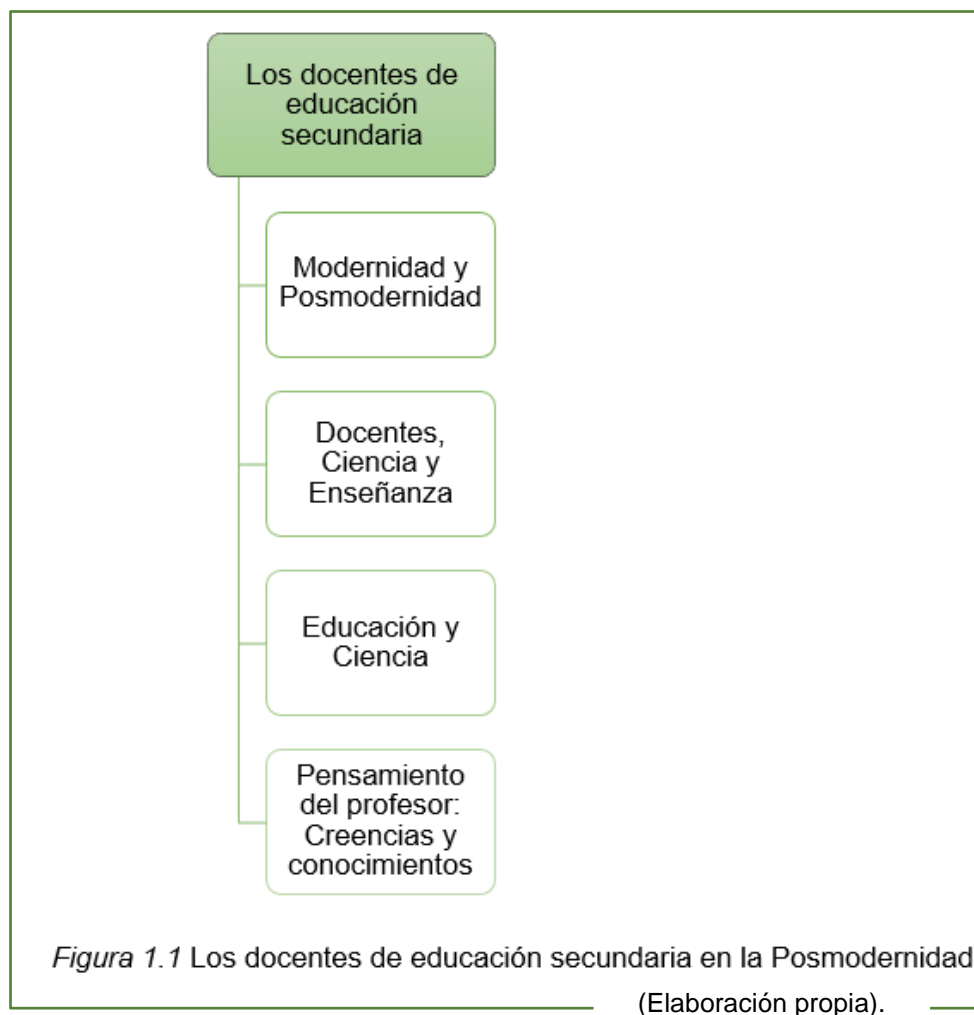 Los docentes de
educación
secundaria
Modernidad y
Posmodernidad
Docentes,
Ciencia y
Enseñanza
Educación y
Ciencia
Pensamiento
del profesor:
Creencias y
conocimientos
Figura 1.1 Los docentes de educación secundaria en la Posmodernidad
(Elaboración propia).